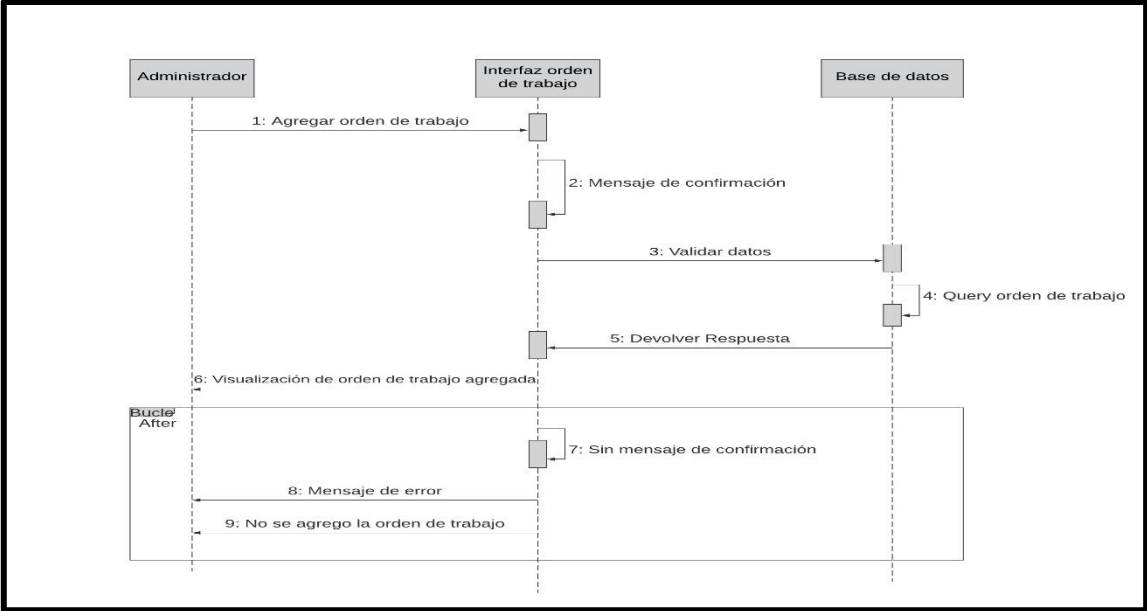 Administrador
Interfaz orden
de trabajo
Base de datos
1: Agregar orden de trabajo
2: Mensaje de confirmación
3: Validar datos
4: Query orden de trabajo
5: Devolver Respuesta
6: Visualización de orden de trabajo agregada
Bucle
After
7: Sin mensaje de confirmación
8: Mensaje de error
9: No se agrego la orden de trabajo